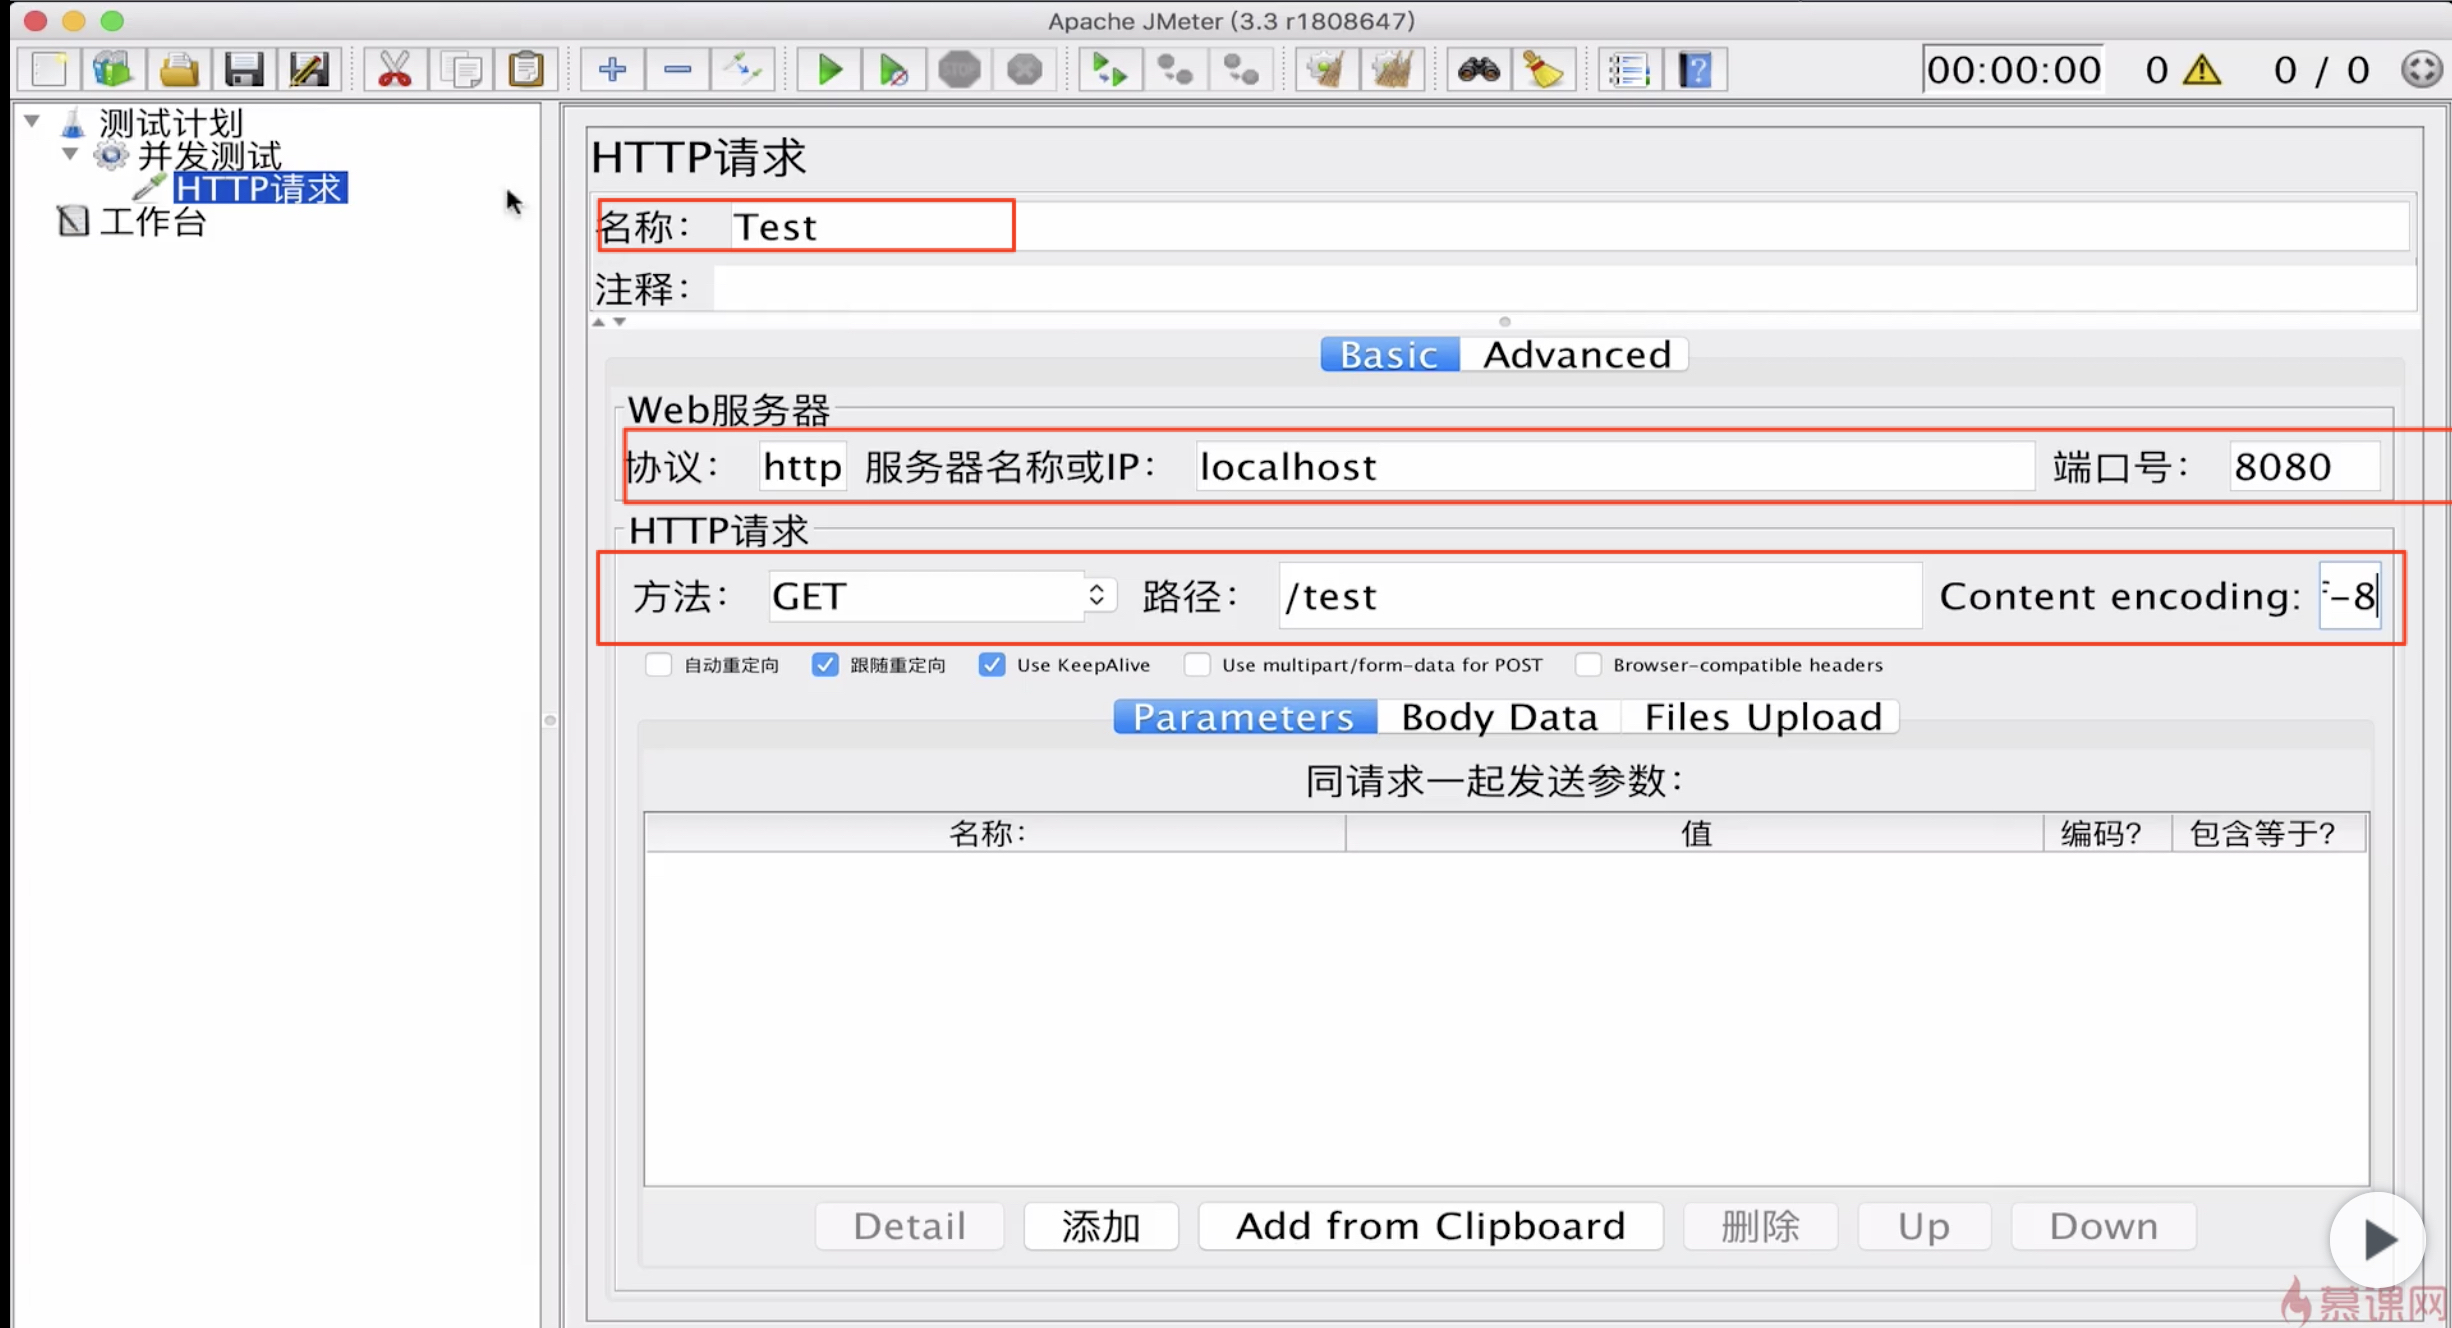 Apache JMeter (3.3 r1808647)
00:00:00 0 0 / 0
测试计划
并发测试
HTTP请求
工作台
HTTP请求
名称： Test
注释：
Basic Advanced
Web服务器
协议： http 服务器名称或IP： localhost 端口号： 8080
HTTP请求
方法： GET 路径： /test Content encoding: -8
自动重定向 跟随重定向 Use KeepAlive Use multipart/form-data for POST Browser-compatible headers
Parameters Body Data Files Upload
同请求一起发送参数：
名称： 值 编码? 包含等于?
Detail 添加 Add from Clipboard 删除 Up Down
慕课网